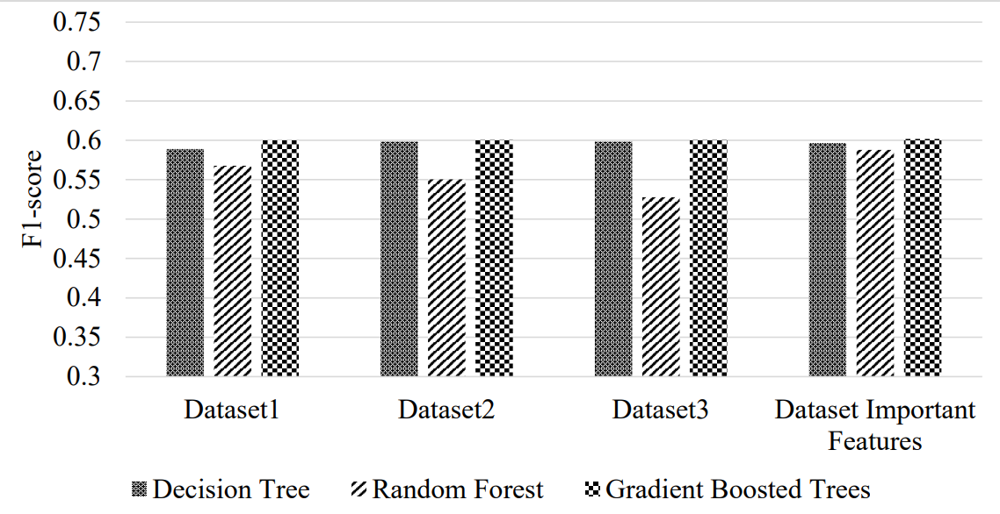 0.75
0.7
0.65
0.6
0.55
0.5
0.45
0.4
0.35
0.3
F1-score
Dataset1 Dataset2 Dataset3 Dataset Important
Features
Decision Tree Random Forest Gradient Boosted Trees